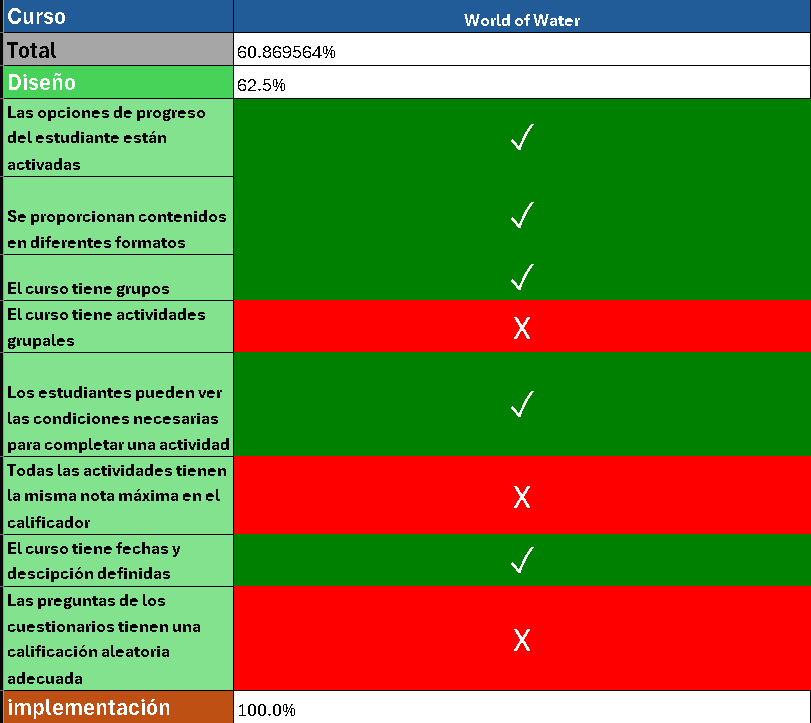 Curso
World of Water
Total
60.869564%
Diseño
62.5%
Las opciones de progreso
del estudiante están
activadas
✓
Se proporcionan contenidos
en diferentes formatos
✓
El curso tiene grupos
✓
El curso tiene actividades
grupales
X
Los estudiantes pueden ver
las condiciones necesarias
para completar una actividad
✓
Todas las actividades tienen
la misma nota máxima en el
calificador
X
El curso tiene fechas y
descipción definidas
✓
Las preguntas de los
cuestionarios tienen una
calificación aleatoria
adecuada
X
implementación
100.0%